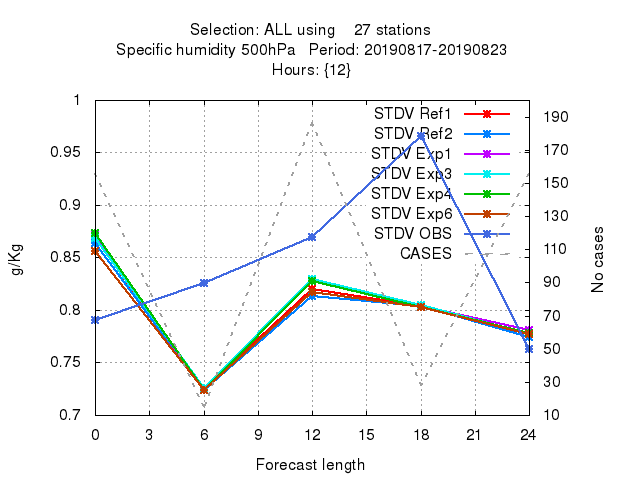 Selection: ALL using    27 stations
Specific humidity 500hPa   Period: 20190817-20190823
Hours: {12}
g/Kg
1
0.95
0.9
0.85
0.8
0.75
0.7
STDV Ref1
STDV Ref2
STDV Exp1
STDV Exp3
STDV Exp4
STDV Exp6
STDV OBS
CASES
190
170
150
130
110
90
70
50
30
10
No cases
0 3 6 9 12 15 18 21 24
Forecast length